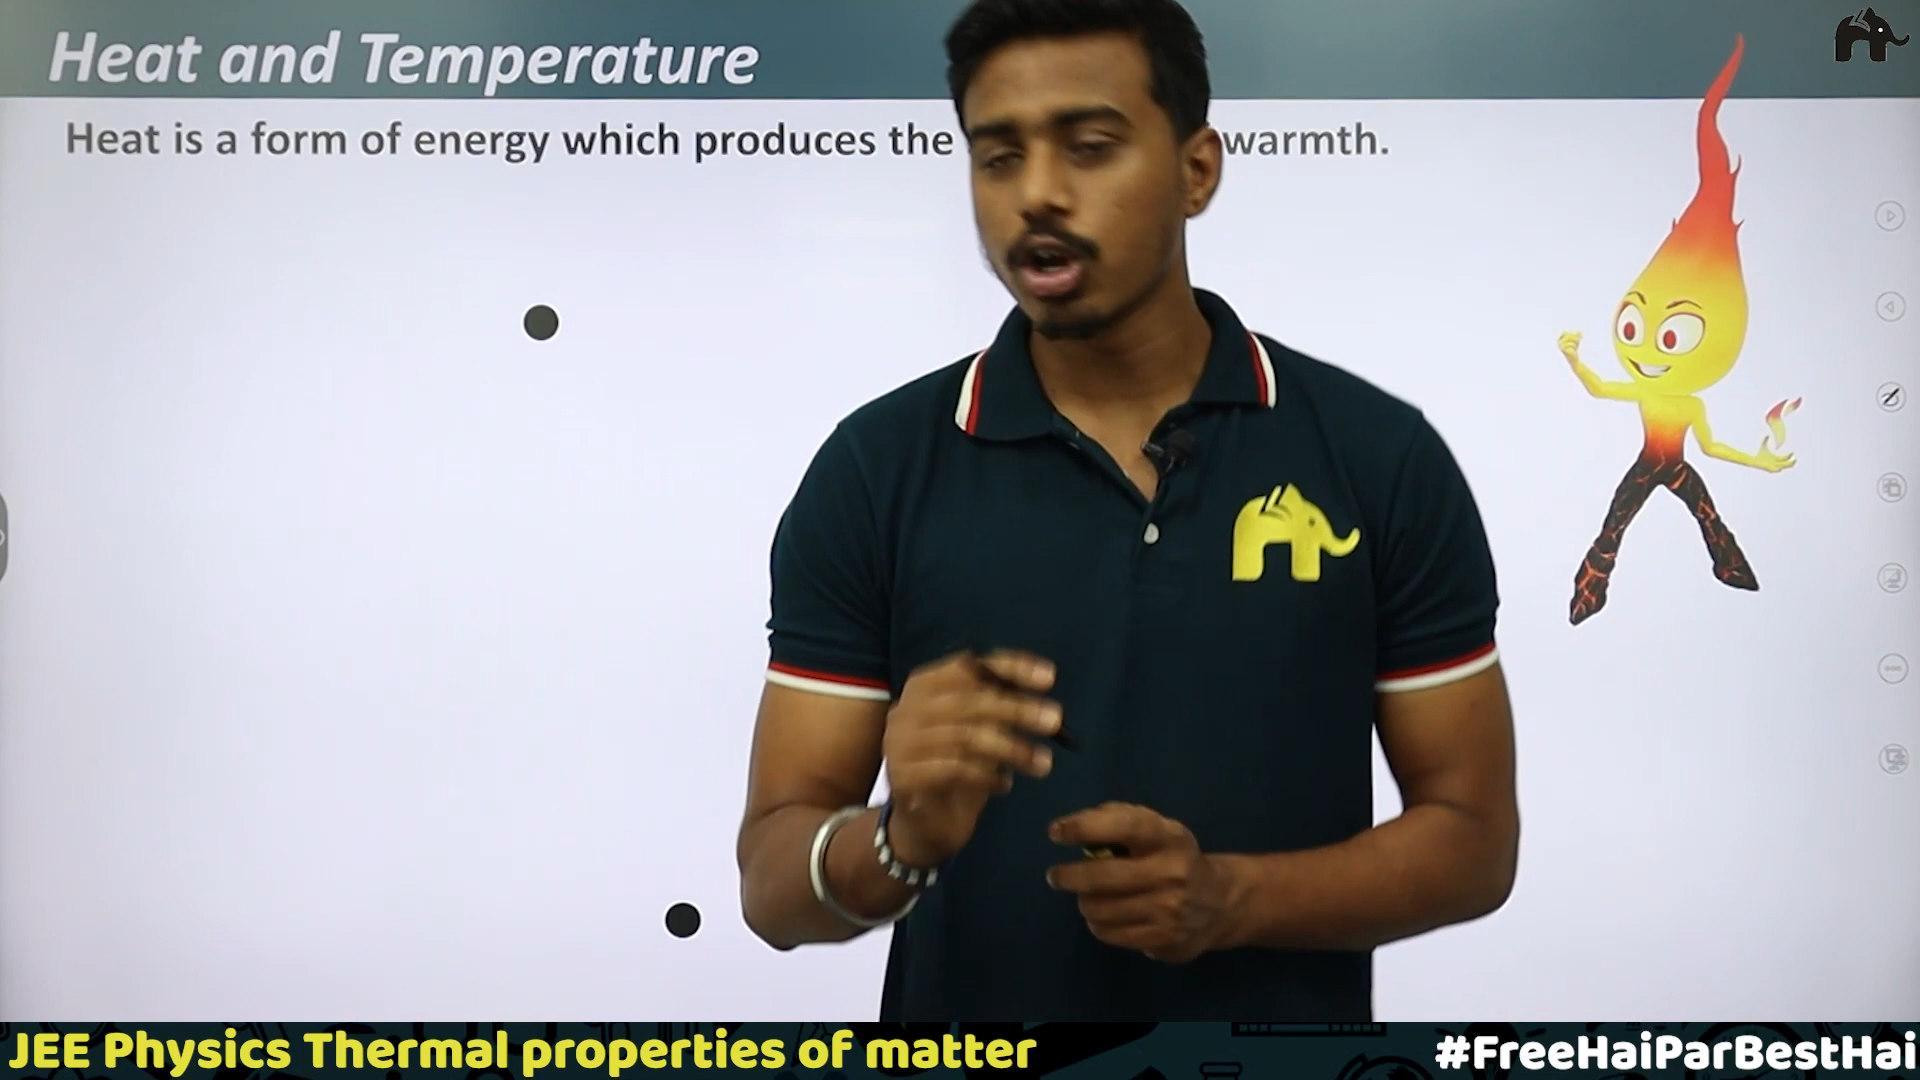 Heat and Temperature
Heat is a form of energy which produces the warmth.
JEE Physics Thermal properties of matter
#FreeHaiParBestHai